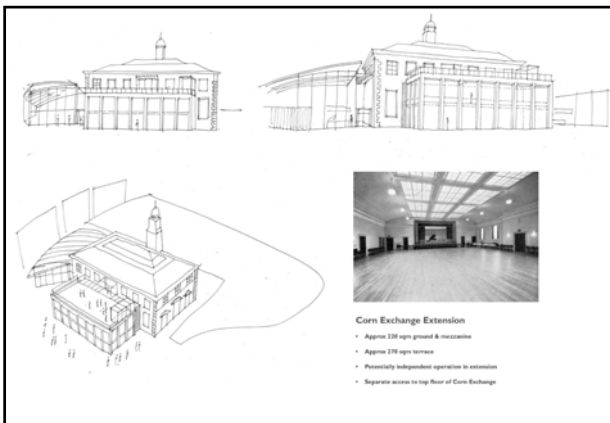 Corn Exchange Extension
• Approx 220 sqm ground & mezzanine
• Approx 270 sqm terrace
• Potentially independent operation in extension
• Separate access to top floor of Corn Exchange